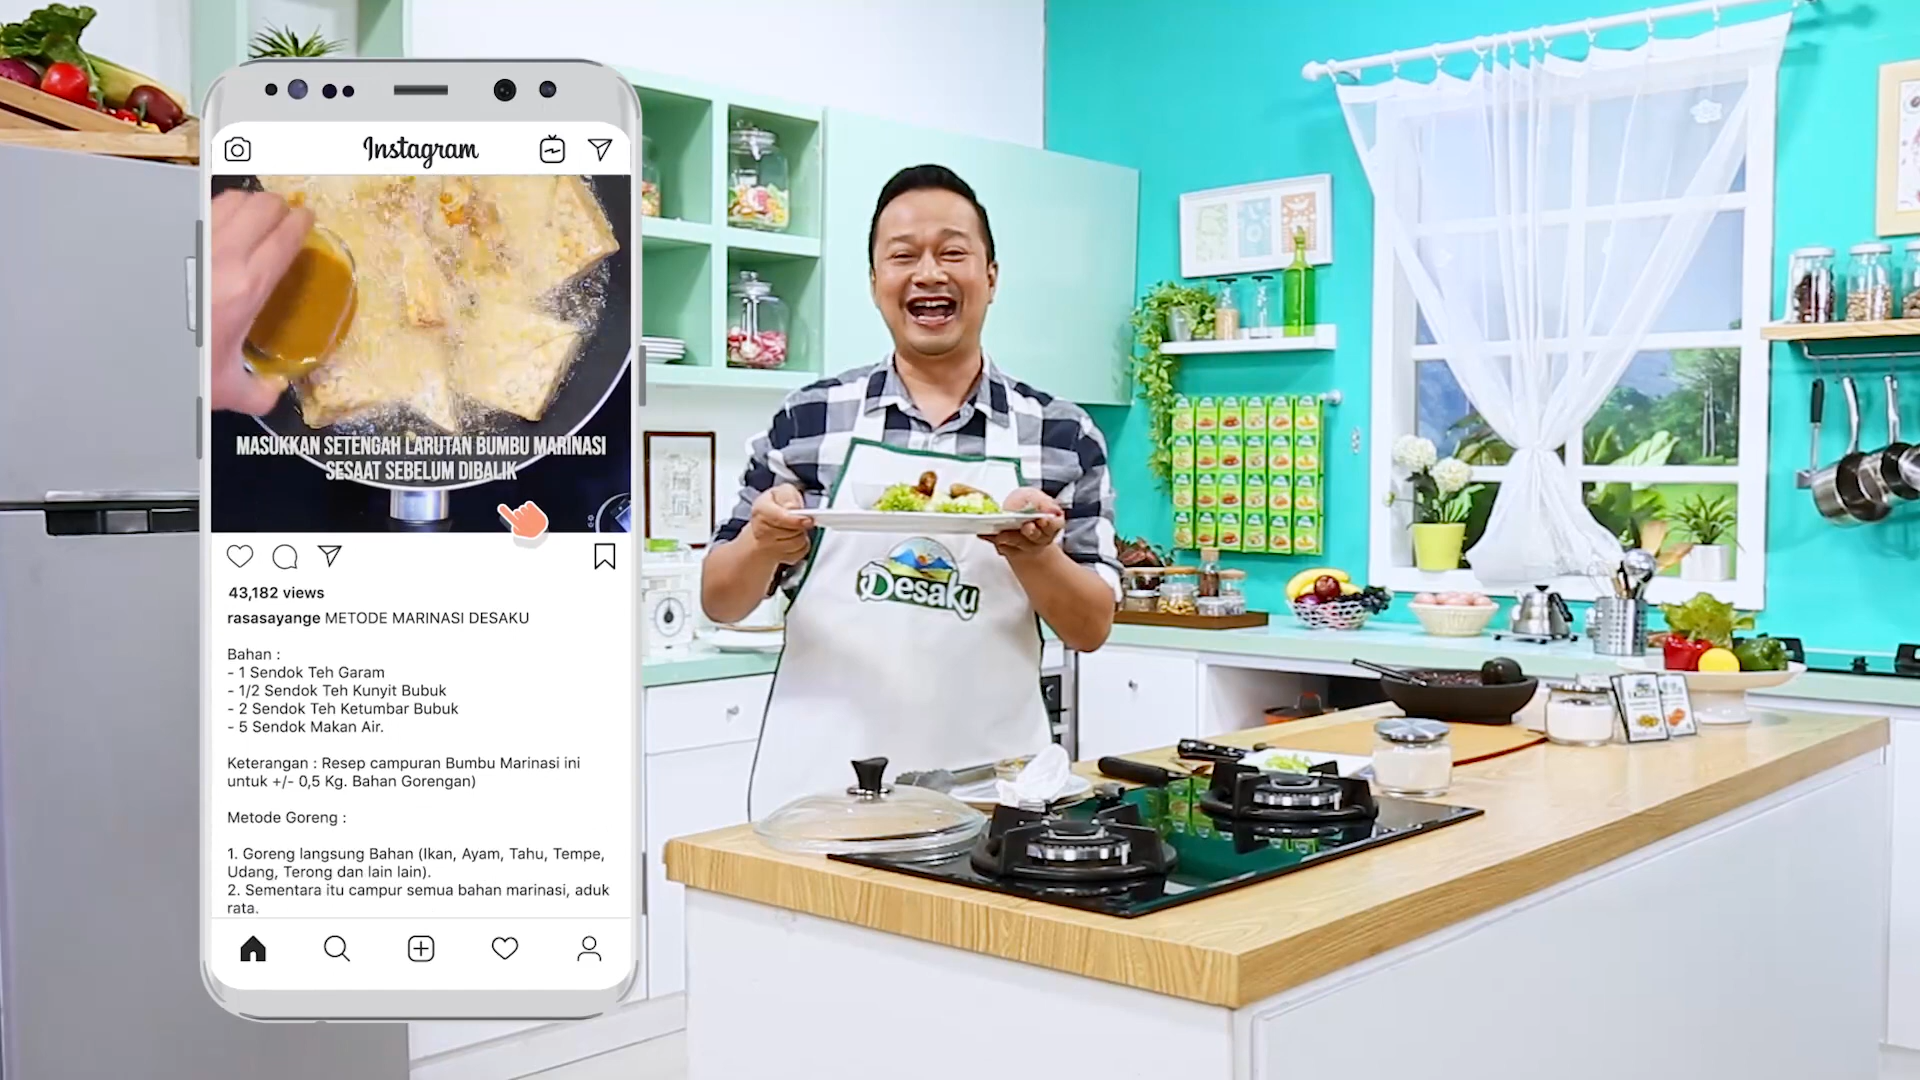 Instagram
MASUKKAN SETENGAH LARUTAN BUMBU MARINASI
SESAAT SEBELUM DIBALIK
43,182 views
rasasayange METODE MARINASI DESAKU
Bahan :
- 1 Sendok Teh Garam
- 1/2 Sendok Teh Kunyit Bubuk
- 2 Sendok Teh Ketumbar Bubuk
- 5 Sendok Makan Air.
Keterangan : Resep campuran Bumbu Marinasi ini
untuk +/- 0,5 Kg. Bahan Gorengan)
Metode Goreng :
1. Goreng langsung Bahan (Ikan, Ayam, Tahu, Tempe,
Udang, Terong dan lain lain).
2. Sementara itu campur semua bahan marinasi, aduk
rata.
Desaku